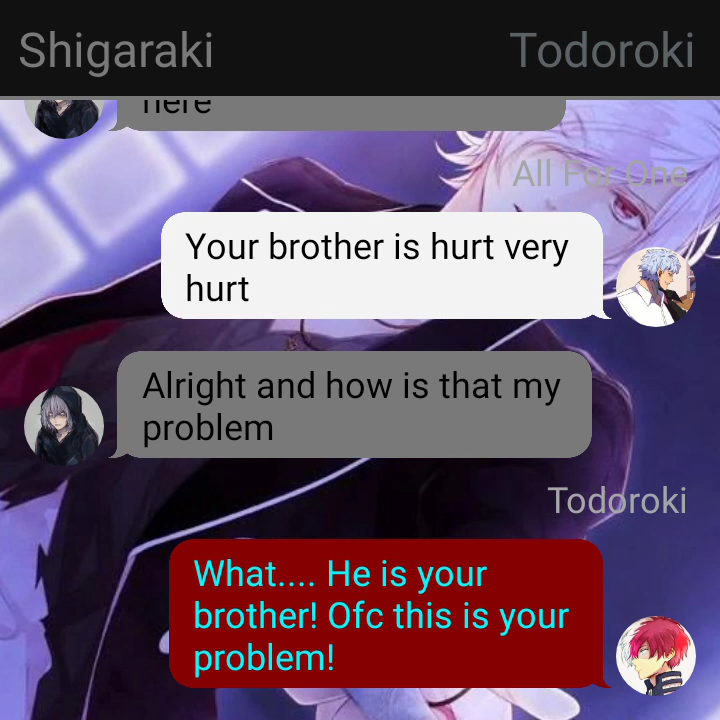 Shigaraki Todoroki
here
All For One
Your brother is hurt very
hurt
Alright and how is that my
problem
Todoroki
What.... He is your
brother! Ofc this is your
problem!